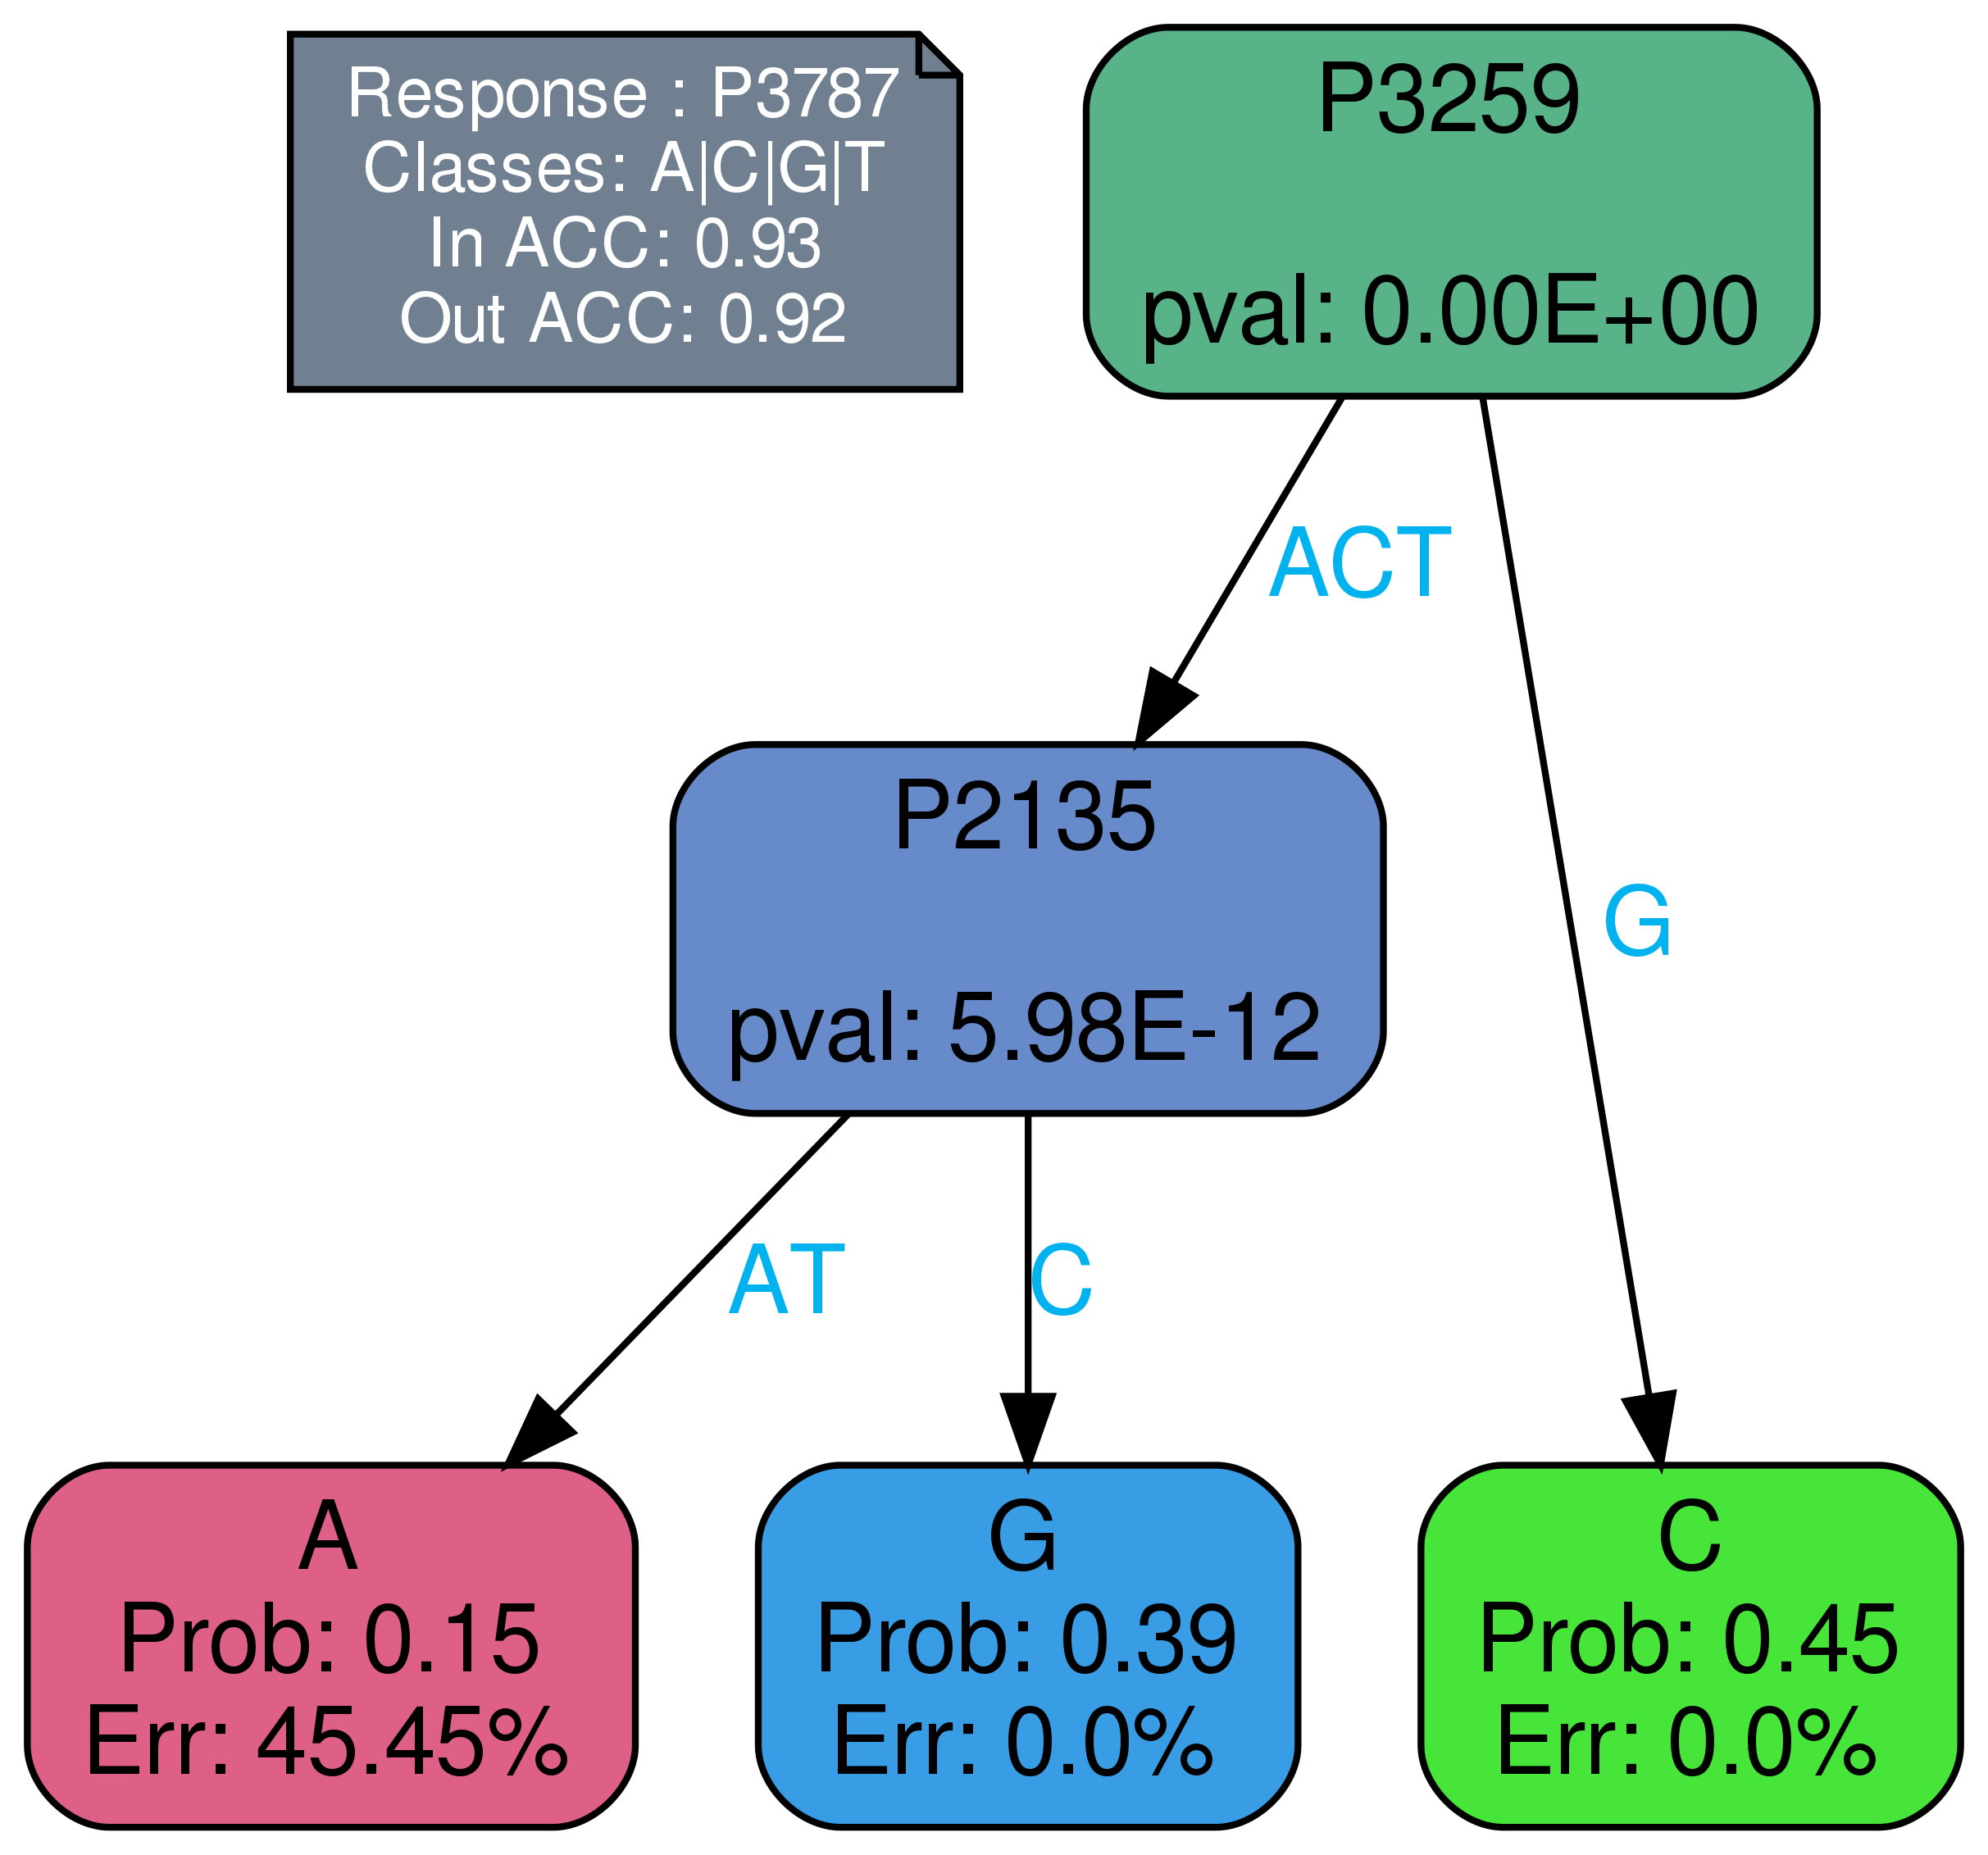 Response : P3787
Classes: A|C|G|T
In ACC: 0.93
Out ACC: 0.92
P3259
pval: 0.00E+00
ACT
G
P2135
pval: 5.98E-12
AT
C
A
Prob: 0.15
Err: 45.45%
G
Prob: 0.39
Err: 0.0%
C
Prob: 0.45
Err: 0.0%